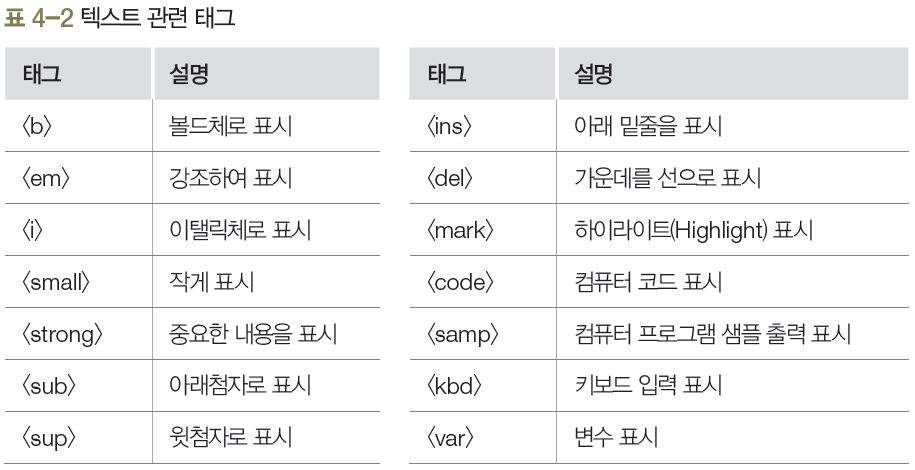 표 4-2 텍스트 관련 태그
태그 설명 태그 설명
〈b〉 볼드체로 표시 〈ins〉 아래 밑줄을 표시
〈em〉 강조하여 표시 〈del〉 가운데를 선으로 표시
〈i〉 이탤릭체로 표시 〈mark〉 하이라이트(Highlight) 표시
〈small〉 작게 표시 〈code〉 컴퓨터 코드 표시
〈strong〉 중요한 내용을 표시 〈samp〉 컴퓨터 프로그램 샘플 출력 표시
〈sub〉 아래첨자로 표시 〈kbd〉 키보드 입력 표시
〈sup〉 윗첨자로 표시 〈var〉 변수 표시